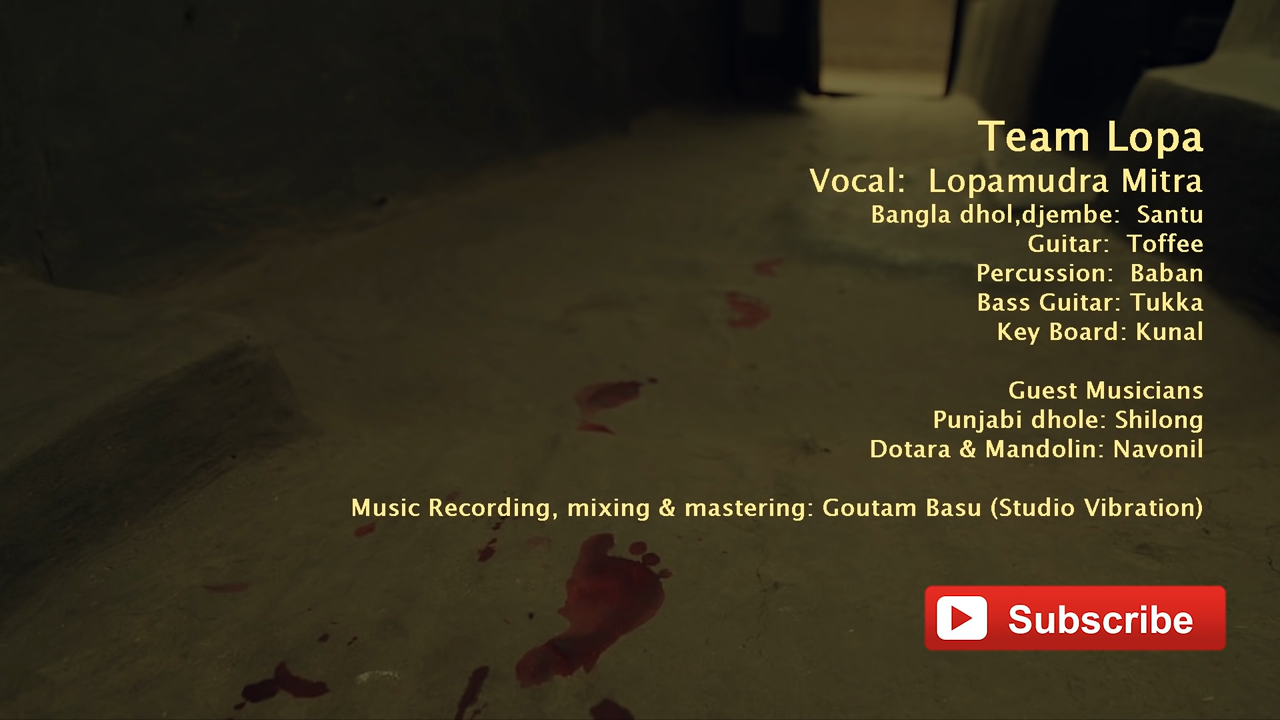 Team Lopa
Vocal:  Lopamudra Mitra
Bangla dhol,djembe:  Santu
Guitar:  Toffee
Percussion:  Baban
Bass Guitar: Tukka
Key Board: Kunal
Guest Musicians
Punjabi dhole: Shilong
Dotara & Mandolin: Navonil
Music Recording, mixing & mastering: Goutam Basu (Studio Vibration)
Subscribe